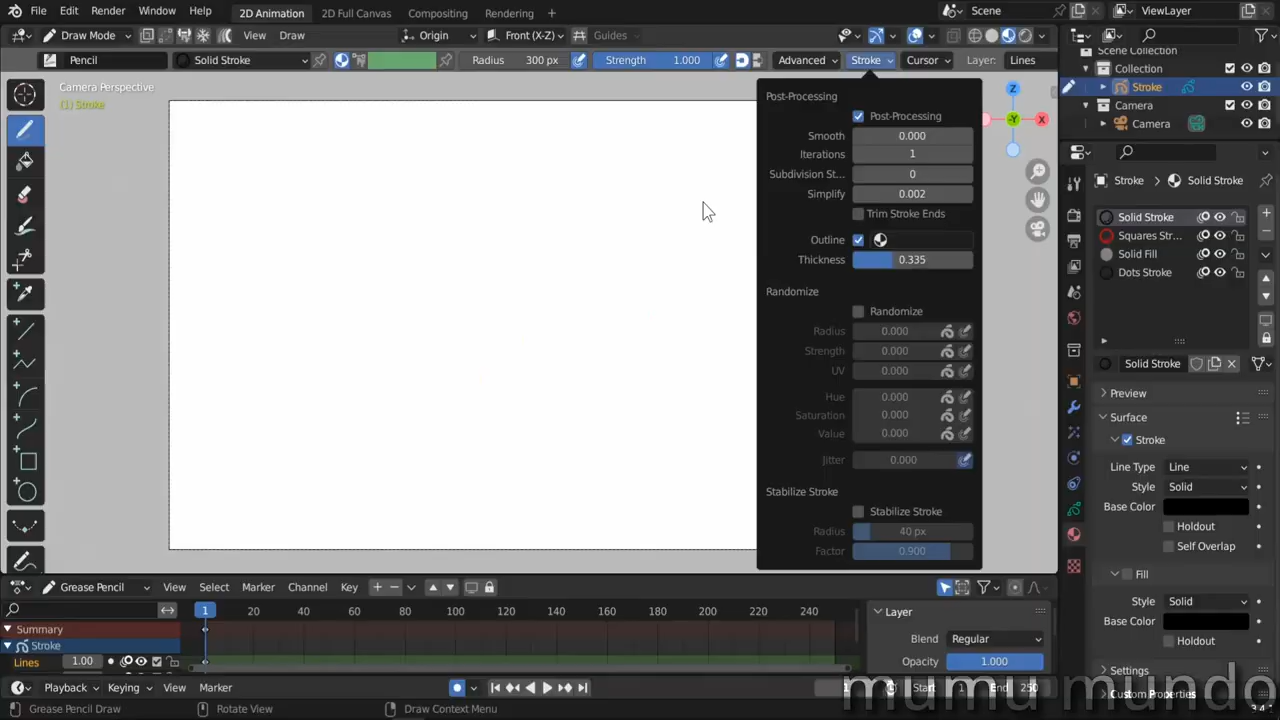 File Edit Render Window Help 2D Animation 2D Full Canvas Compositing Rendering + Scene ViewLayer
Draw Mode View Draw Origin Front (X-Z) Guides
Pencil Solid Stroke Radius 300 px Strength 1.000 Advanced Stroke Cursor Layer: Lines
Camera Perspective
(1) Stroke
Post-Processing
Post-Processing
Smooth 0.000
Iterations 1
Subdivision St... 0
Simplify 0.002
Trim Stroke Ends
Outline
Thickness 0.335
Randomize
Randomize
Radius 0.000
Strength 0.000
UV 0.000
Hue 0.000
Saturation 0.000
Value 0.000
Jitter 0.000
Stabilize Stroke
Stabilize Stroke
Radius 40 px
Factor 0.900
Z
-Y X
Scene Collection
Collection
Stroke
Camera
Camera
Stroke > Solid Stroke
Solid Stroke
Squares Str...
Solid Fill
Dots Stroke
Solid Stroke
Preview
Surface
Stroke
Line Type Line
Style Solid
Base Color
Holdout
Self Overlap
Fill
Style Solid
Base Color
Holdout
Settings
Custom Properties
Grease Pencil View Select Marker Channel Key
1 20 40 60 80 100 120 140 160 180 200 220 240
Summary
Stroke
Lines 1.00
Layer
Blend Regular
Opacity 1.000
Playback Keying View Marker 1 Start 1 End 250
Grease Pencil Draw Rotate View Draw Context Menu 3.4.1
mumu mundo